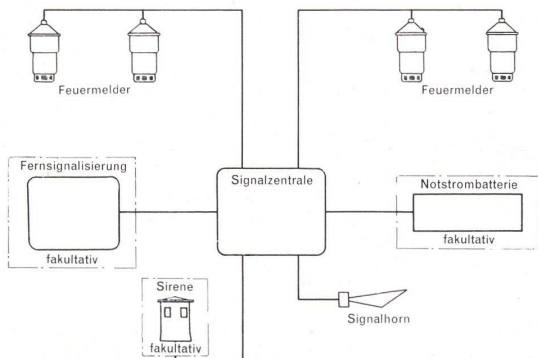 Feuermelder
Feuermelder
Fernsignalisierung
Signalzentrale
Notstrombatterie
fakultativ
fakultativ
Sirene
Signalhorn
fakultativ